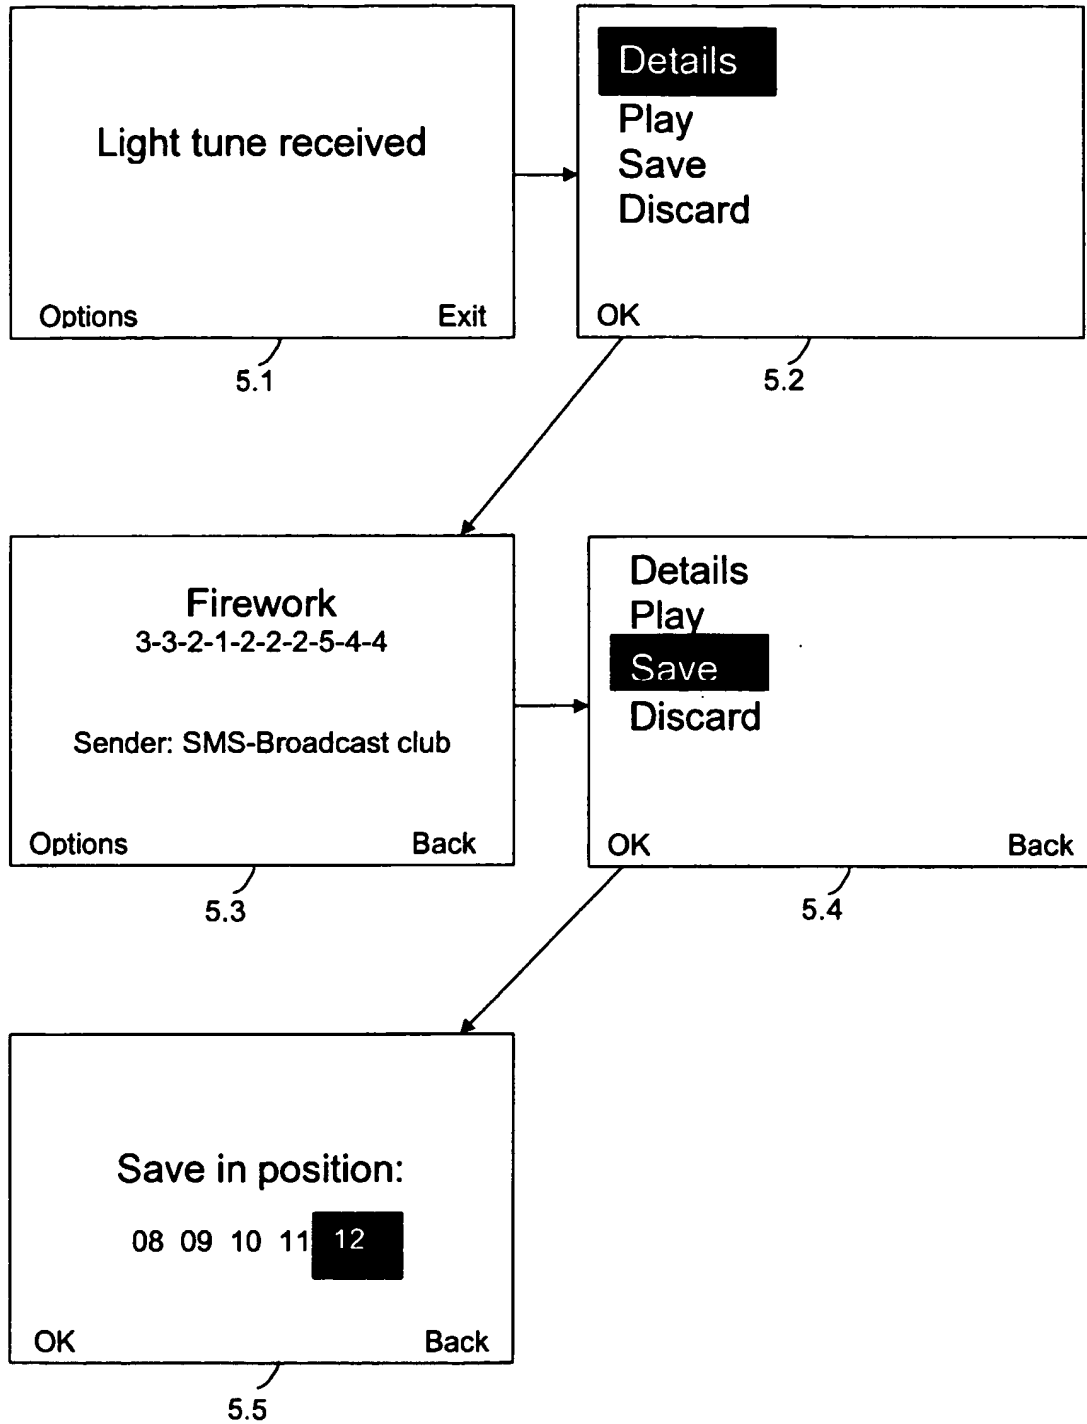 Light tune received
Options Exit
5.1
Details
Play
Save
Discard
OK
5.2
Firework
3-3-2-1-2-2-2-5-4-4
Sender: SMS-Broadcast club
Options Back
5.3
Details
Play
Save
Discard
OK Back
5.4
Save in position:
08 09 10 11 12
OK Back
5.5